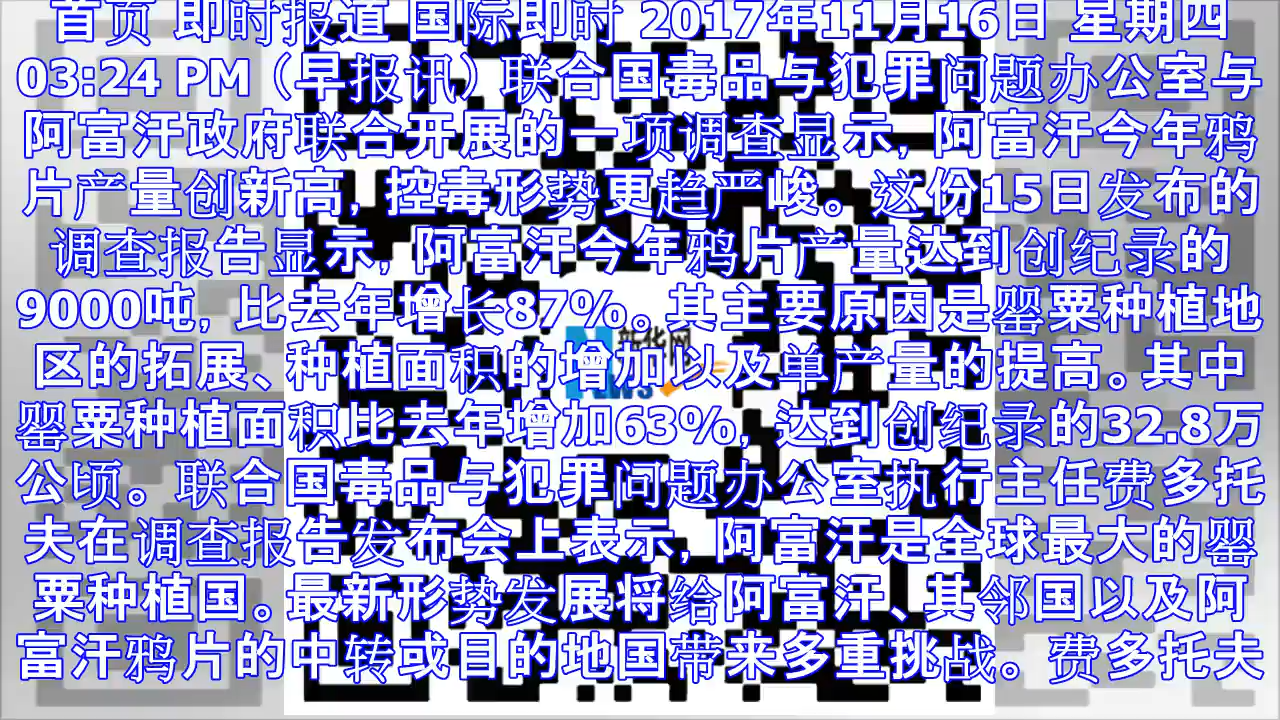 首页 即时报道 国际即时 2017年11月16日 星期四
03:24 PM（早报讯）联合国毒品与犯罪问题办公室与
阿富汗政府联合开展的一项调查显示，阿富汗今年鸦
片产量创新高，控毒形势更趋严峻。这份15日发布的
调查报告显示，阿富汗今年鸦片产量达到创纪录的
9000吨，比去年增长87%。其主要原因是罂粟种植地
区的拓展、种植面积的增加以及单产量的提高。其中
罂粟种植面积比去年增加63%，达到创纪录的32.8万
公顷。联合国毒品与犯罪问题办公室执行主任费多托
夫在调查报告发布会上表示，阿富汗是全球最大的罂
粟种植国。最新形势发展将给阿富汗、其邻国以及阿
富汗鸦片的中转或目的地国带来多重挑战。费多托夫